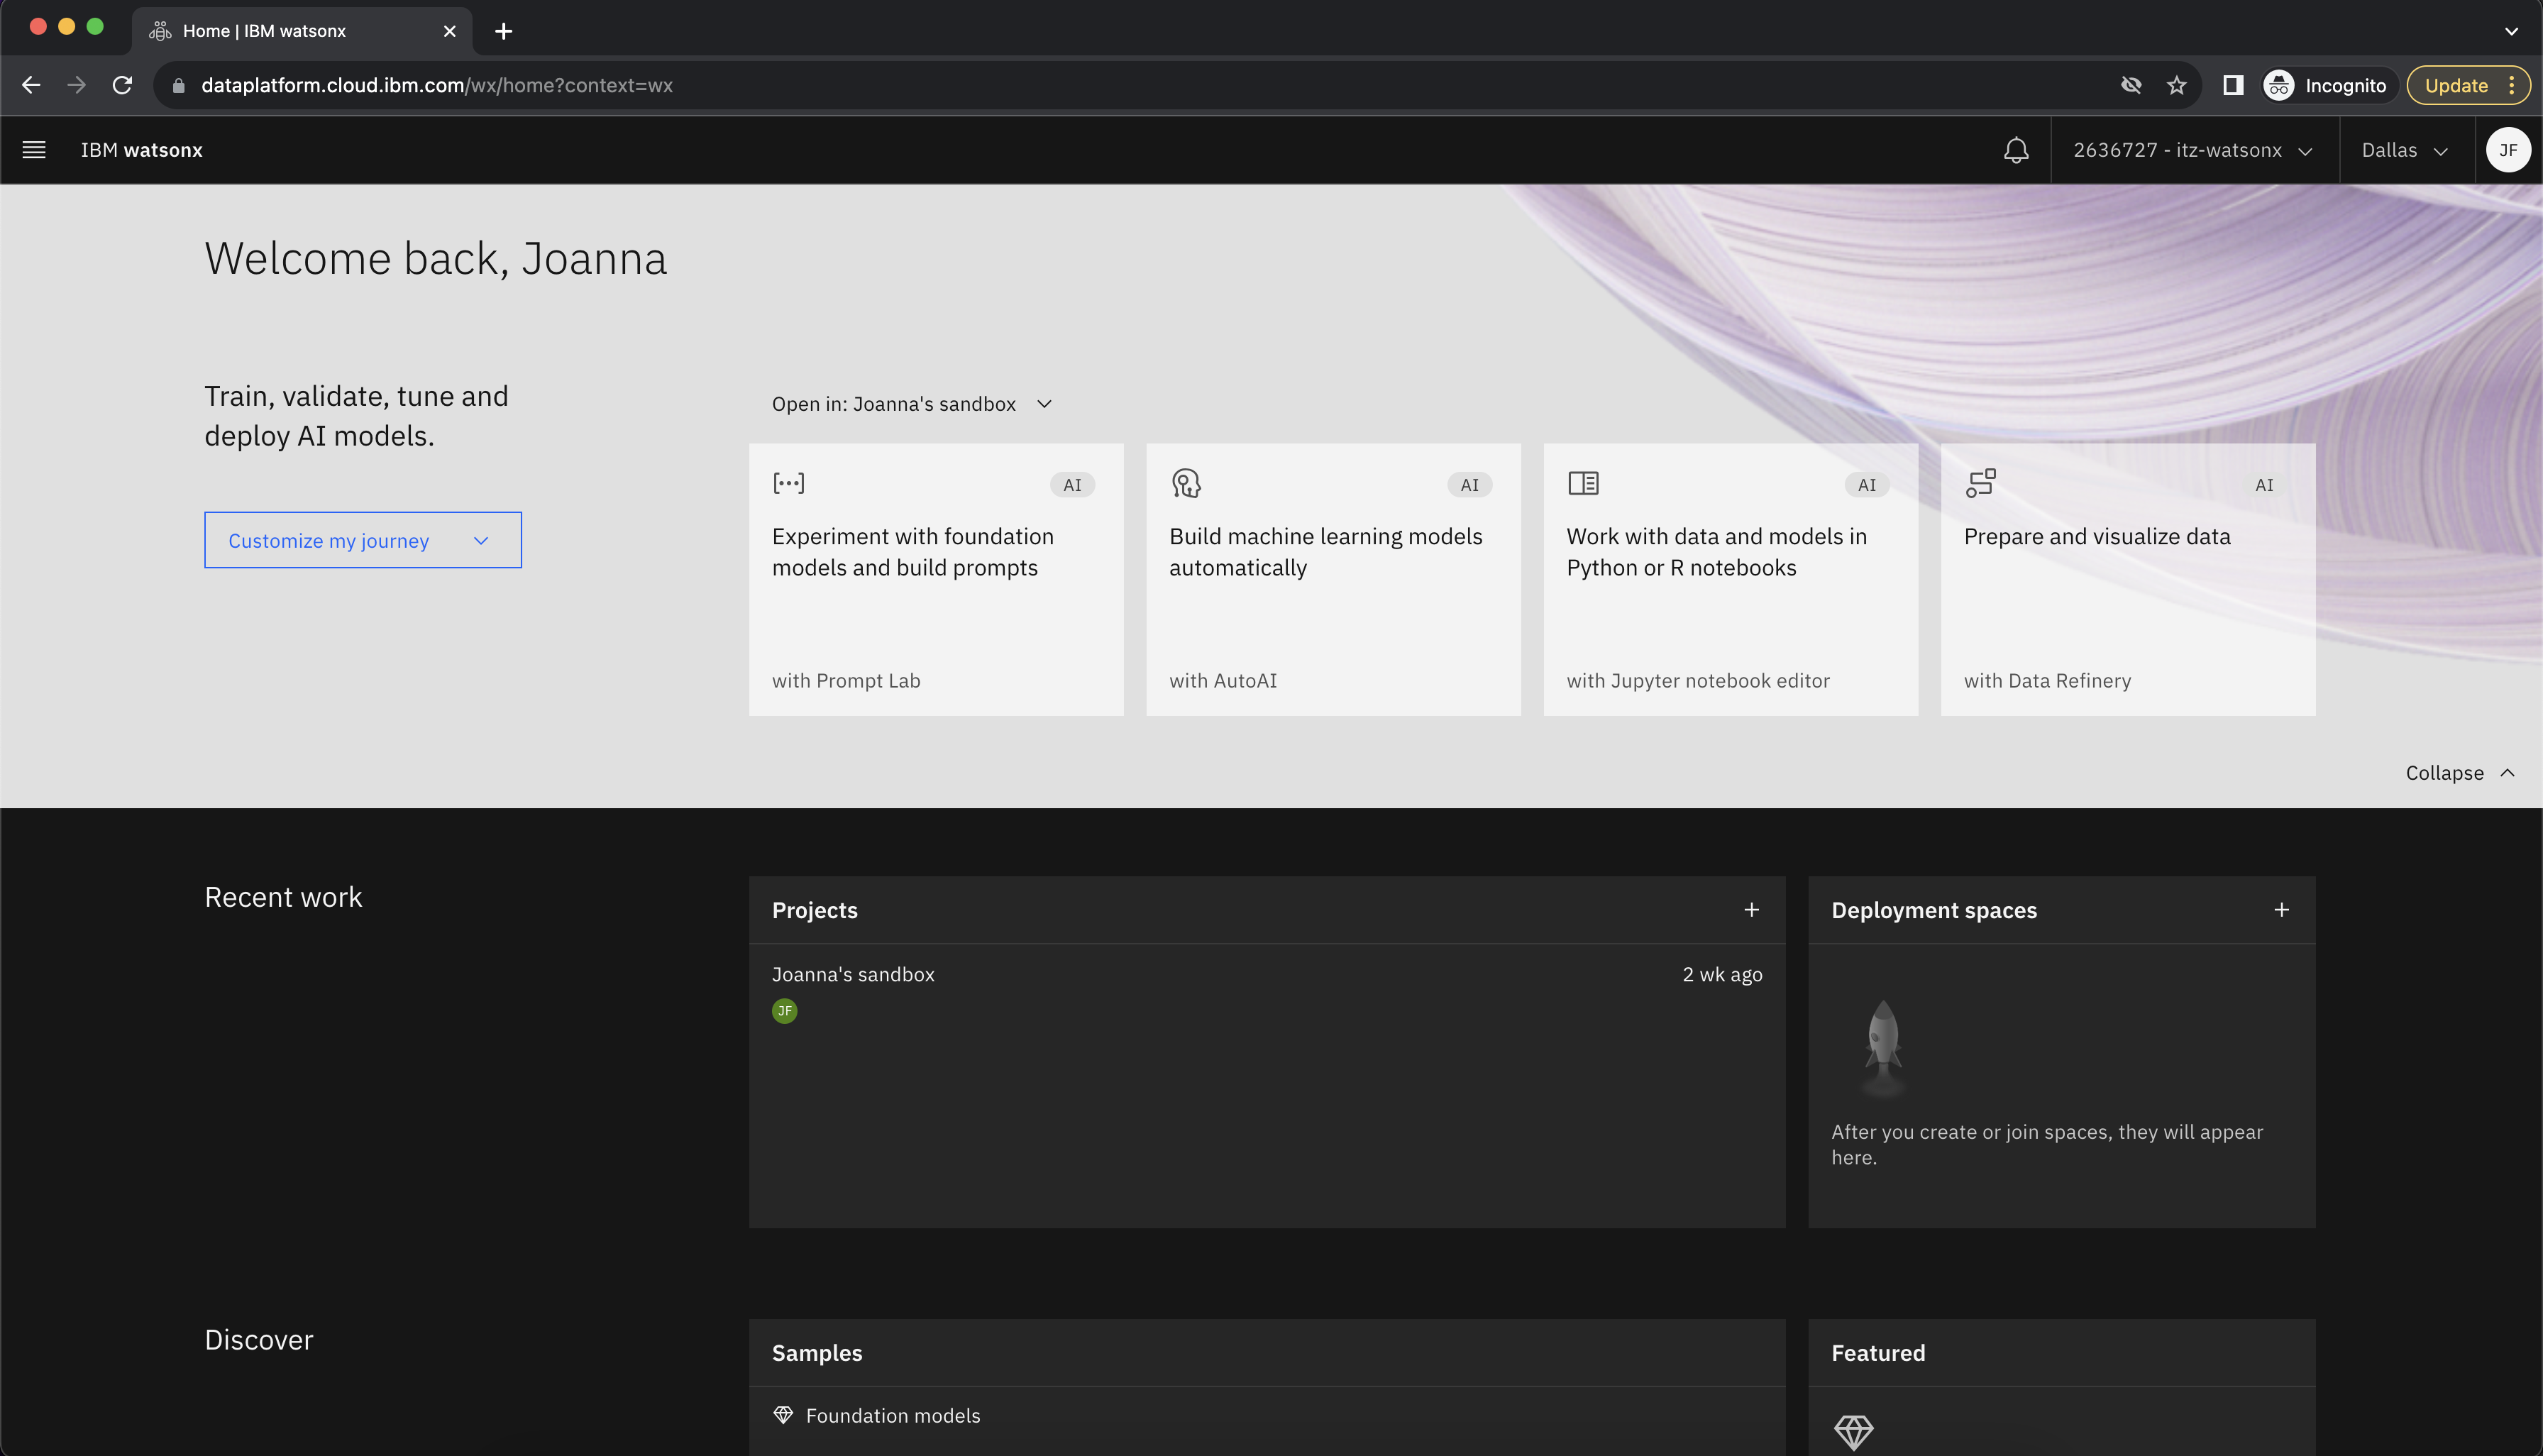 Home | IBM watsonx
dataplatform.cloud.ibm.com/wx/home?context=wx
Incognito
Update
IBM watsonx
2636727 - itz-watsonx
Dallas
JF
Welcome back, Joanna
Train, validate, tune and
deploy AI models.
Customize my journey
Open in: Joanna's sandbox
AI
Experiment with foundation
models and build prompts
with Prompt Lab
AI
Build machine learning models
automatically
with AutoAI
AI
Work with data and models in
Python or R notebooks
with Jupyter notebook editor
AI
Prepare and visualize data
with Data Refinery
Collapse
Recent work
Projects
Joanna's sandbox
2 wk ago
JF
Deployment spaces
After you create or join spaces, they will appear
here.
Discover
Samples
Foundation models
Featured